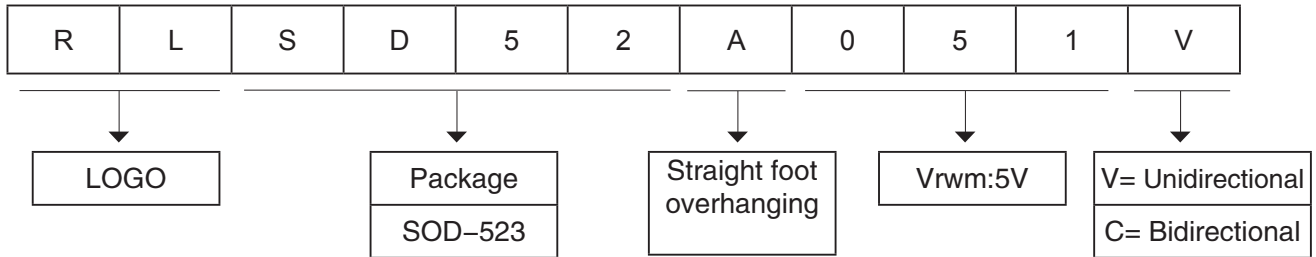 R L S D 5 2 A 0 5 1 V
LOGO
Package
SOD–523
Straight foot
overhanging
Vrwm:5V
V= Unidirectional
C= Bidirectional